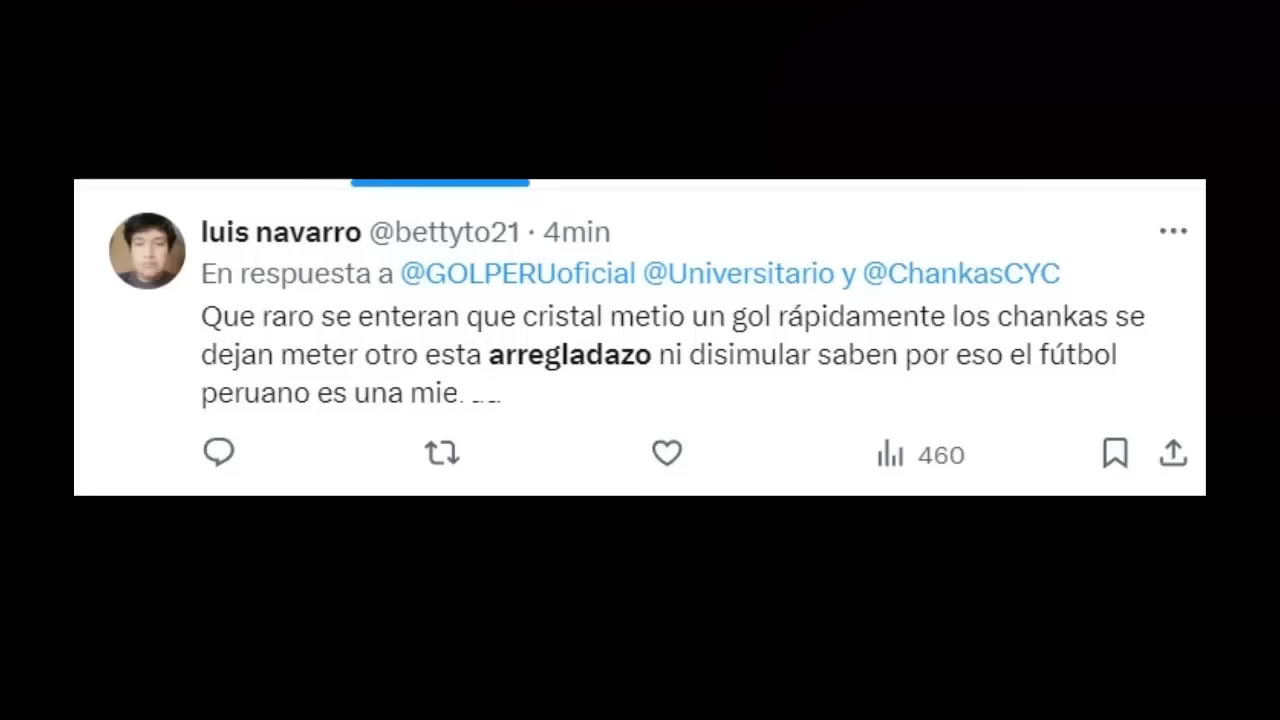 luis navarro @bettyto21 · 4min
En respuesta a @GOLPERUoficial @Universitario y @ChankasCYC
Que raro se enteran que cristal metio un gol rápidamente los chankas se
dejan meter otro esta arregladazo ni disimular saben por eso el fútbol
peruano es una mie.
460